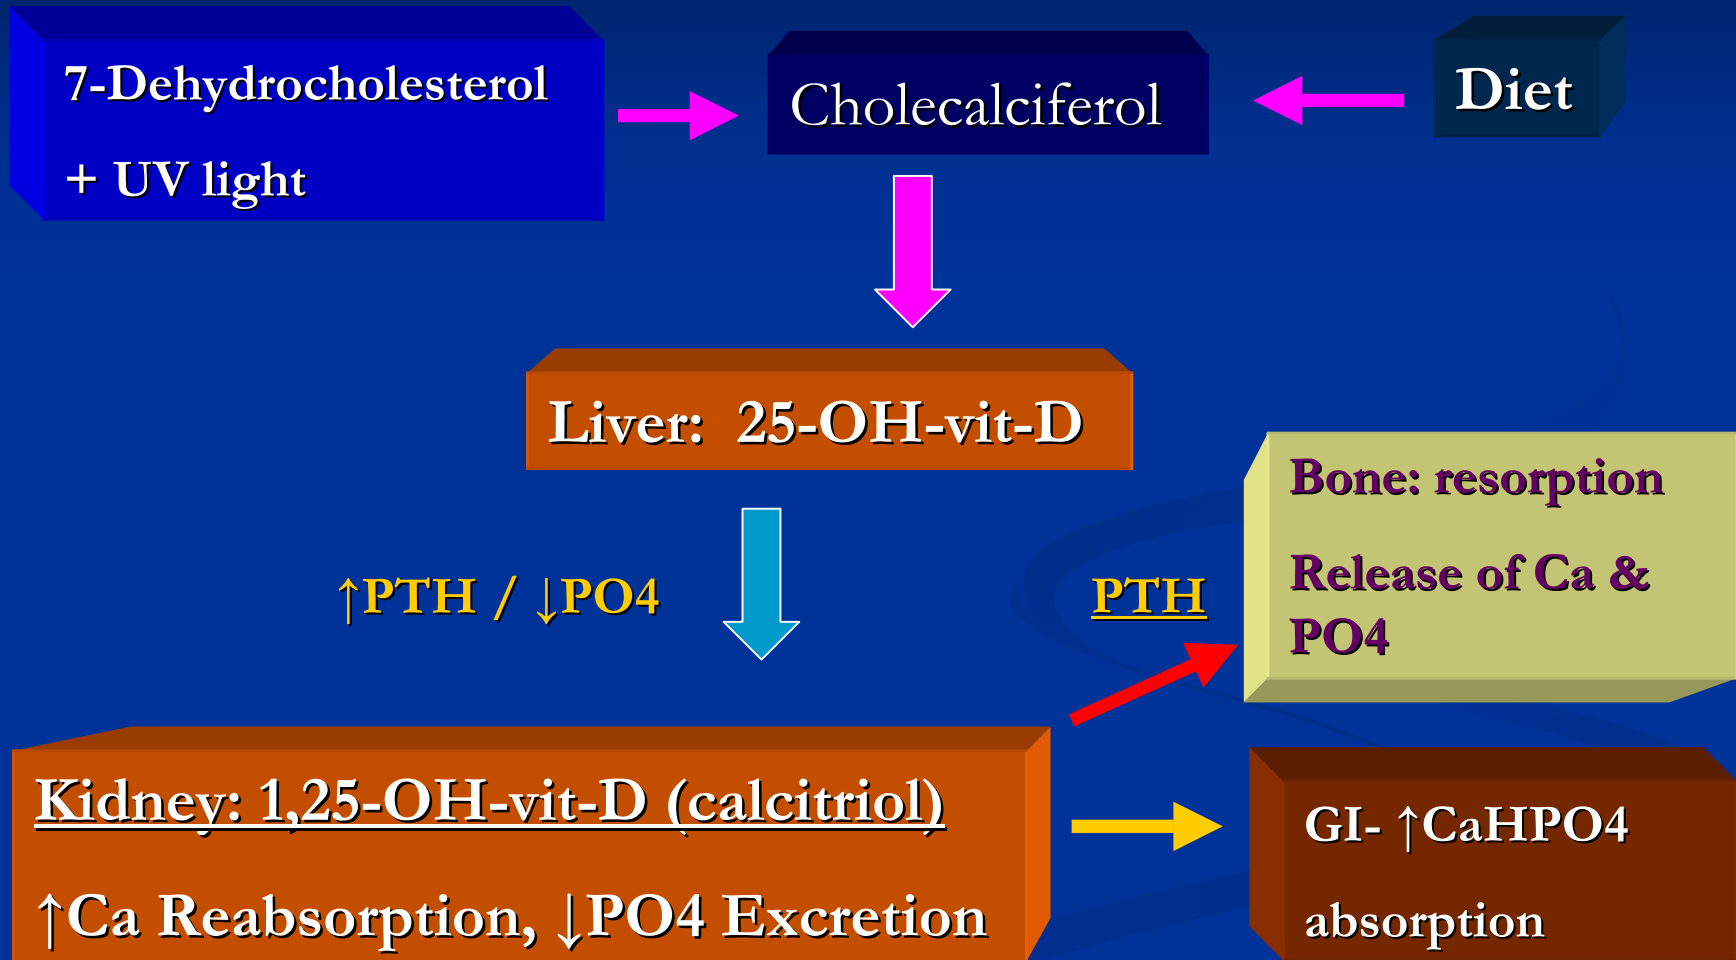 7-Dehydrocholesterol
+ UV light
Cholecalciferol
Diet
Liver:  25-OH-vit-D
↑PTH / ↓PO4
PTH
Bone: resorption
Release of Ca &
PO4
Kidney: 1,25-OH-vit-D (calcitriol)
↑Ca Reabsorption, ↓PO4 Excretion
GI- ↑CaHPO4
absorption